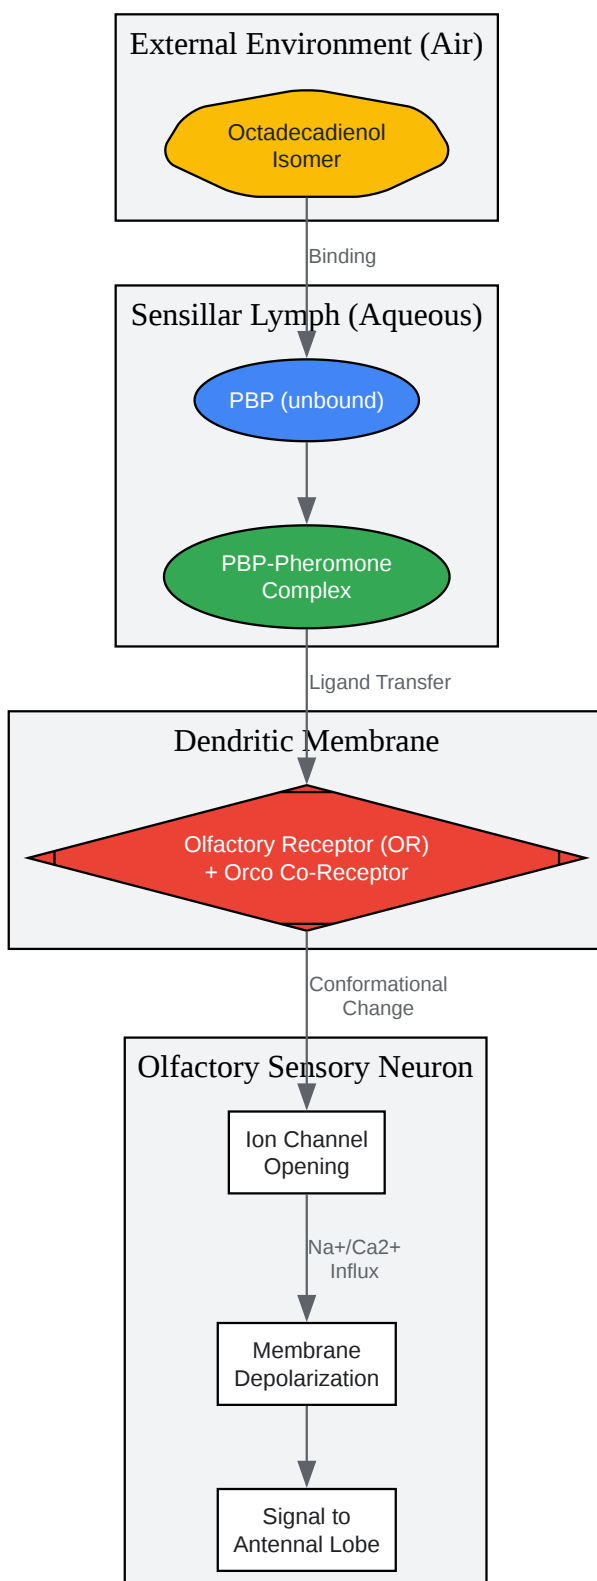 External Environment (Air)
Octadecadienol
Isomer
Binding
Sensillar Lymph (Aqueous)
PBP (unbound)
PBP-Pheromone
Complex
Ligand Transfer
Dendritic Membrane
Olfactory Receptor (OR)
+ Orco Co-Receptor
Conformational
Change
Olfactory Sensory Neuron
Ion Channel
Opening
Na+/Ca2+
Influx
Membrane
Depolarization
Signal to
Antennal Lobe